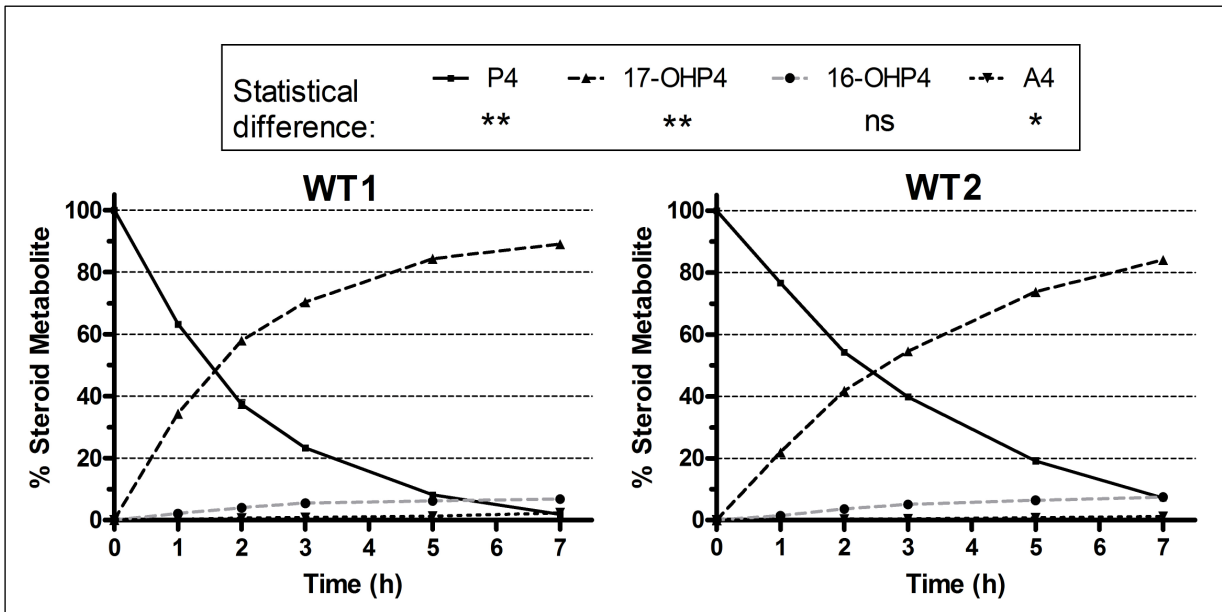 Statistical difference:
P4 17-OHP4 16-OHP4 A4
** ** ns *
WT1
% Steroid Metabolite
100
80
60
40
20
0
0 1 2 3 4 5 6 7
Time (h)
WT2
% Steroid Metabolite
100
80
60
40
20
0
0 1 2 3 4 5 6 7
Time (h)